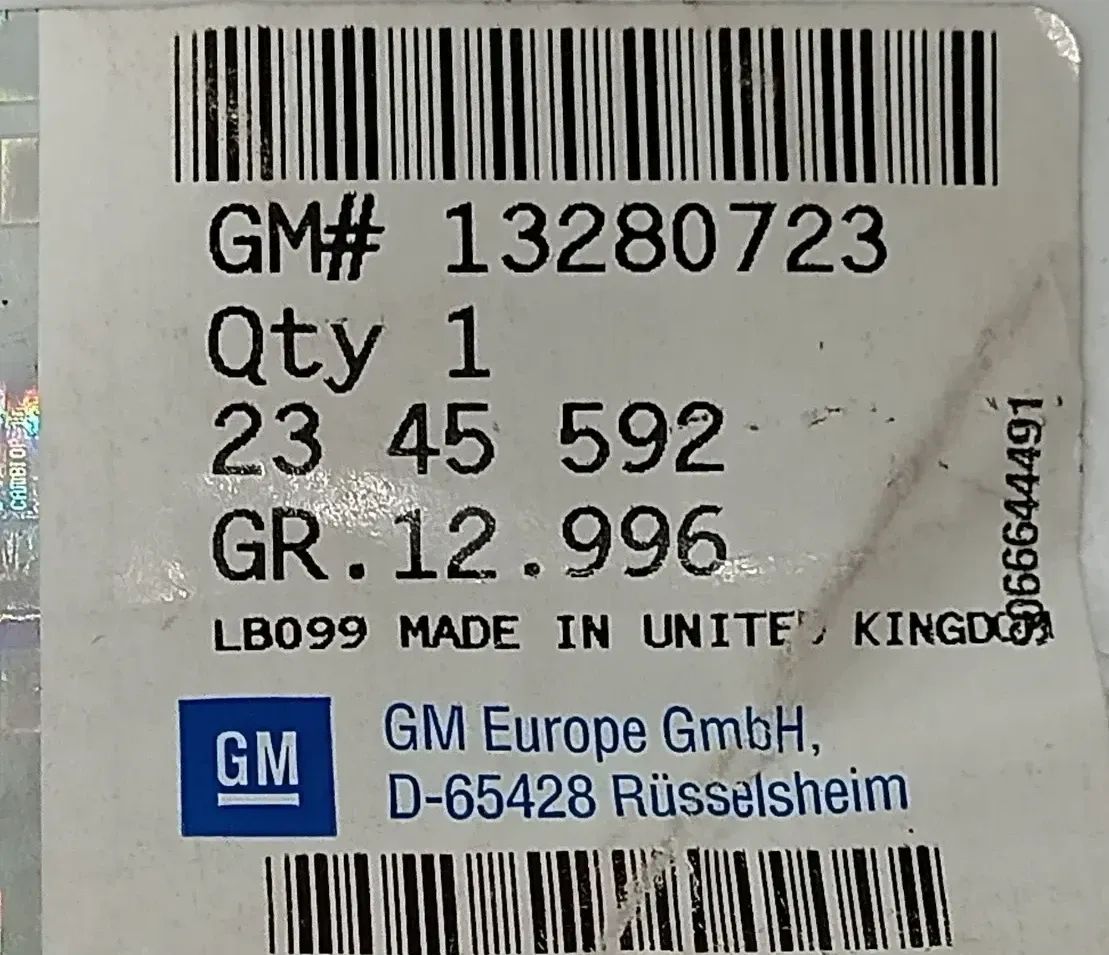 GM# 13280723
Qty 1
23 45 592
GR.12.996
LB099 MADE IN UNITED KINGDOM
GM
GM Europe GmbH,
D-65428 Rüsselsheim